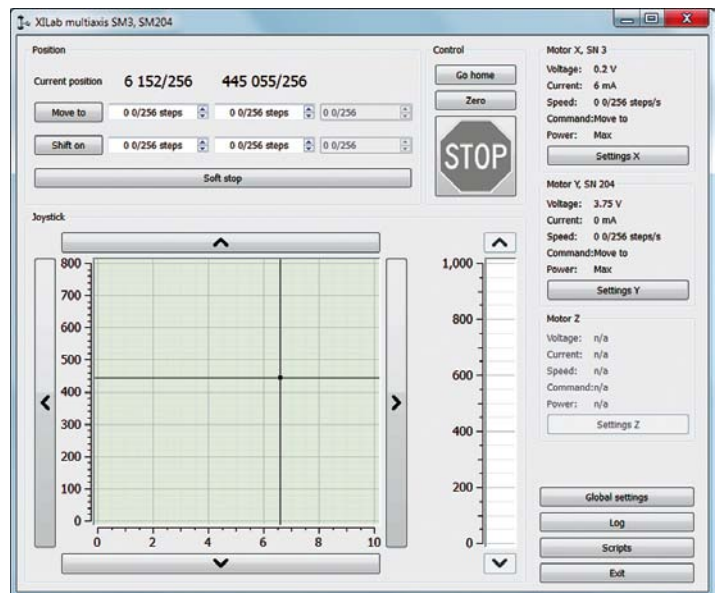 XILab multiaxis SM3, SM204
Position
Current position 6 152/256 445 055/256
Move to 0 0/256 steps 0 0/256 steps 0 0/256
Shift on 0 0/256 steps 0 0/256 steps 0 0/256
Soft stop
Control
Go home
Zero
STOP
Joystick
800
700
600
500
400
300
200
100
0
0 2 4 6 8 10
1,000
800
600
400
200
0
Motor X, SN 3
Voltage: 0.2 V
Current: 6 mA
Speed: 0 0/256 steps/s
Command:Move to
Power: Max
Settings X
Motor Y, SN 204
Voltage: 3.75 V
Current: 0 mA
Speed: 0 0/256 steps/s
Command:Move to
Power: Max
Settings Y
Motor Z
Voltage: n/a
Current: n/a
Speed: n/a
Command:n/a
Power: n/a
Settings Z
Global settings
Log
Scripts
Exit